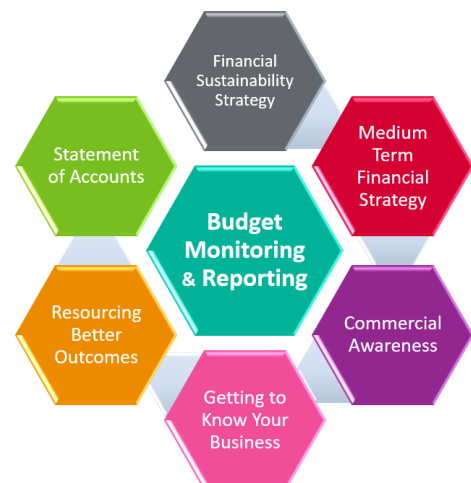 Financial
Sustainability
Strategy
Medium
Term
Financial
Strategy
Commercial
Awareness
Getting to
Know Your
Business
Resourcing
Better
Outcomes
Statement
of Accounts
Budget
Monitoring
& Reporting